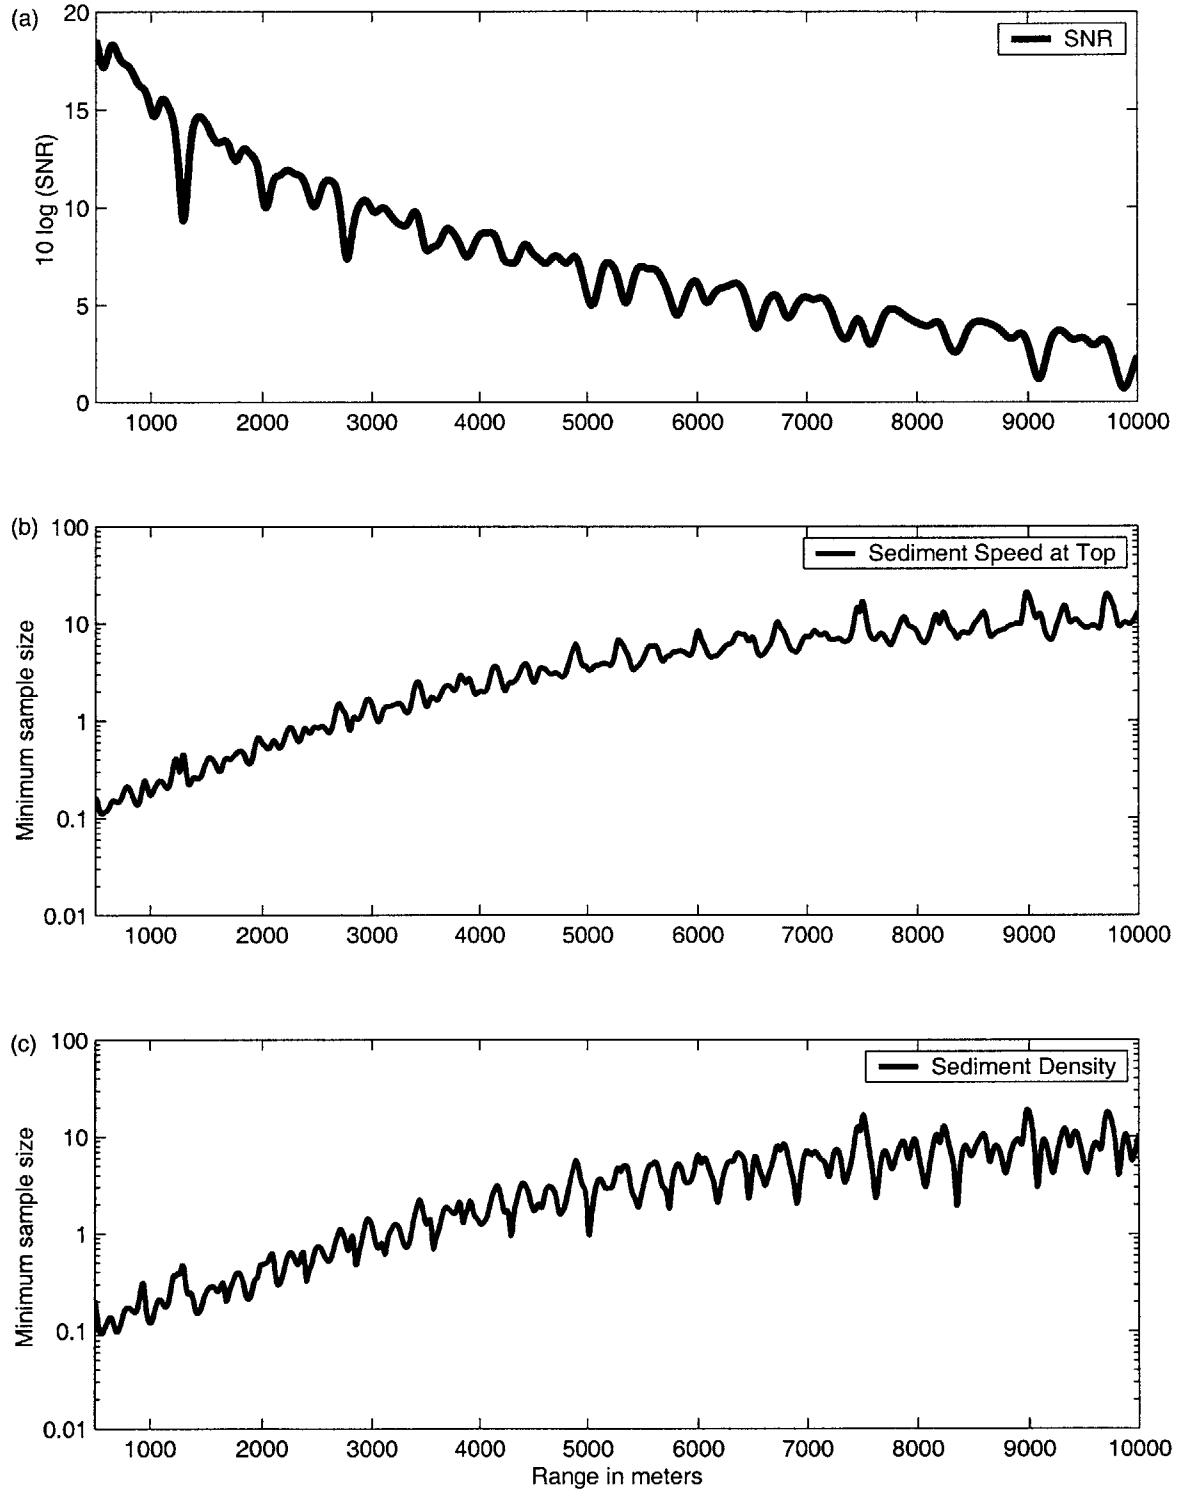 (a)
20
15
10
5
0
10 log (SNR)
SNR
1000 2000 3000 4000 5000 6000 7000 8000 9000 10000
(b)
100
10
1
0.1
0.01
Minimum sample size
Sediment Speed at Top
1000 2000 3000 4000 5000 6000 7000 8000 9000 10000
(c)
100
10
1
0.1
0.01
Minimum sample size
Sediment Density
1000 2000 3000 4000 5000 6000 7000 8000 9000 10000
Range in meters